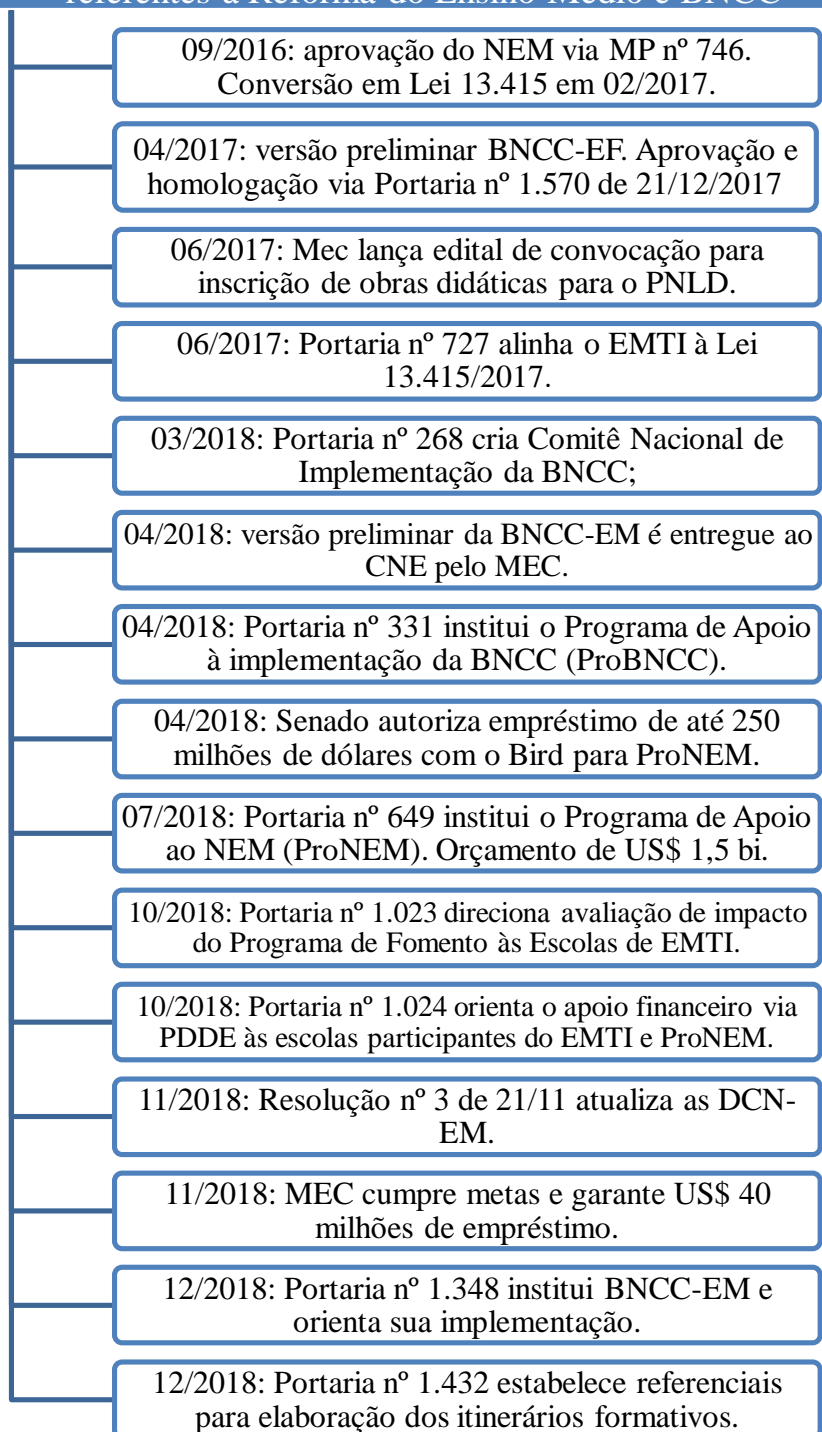 referentes à Reforma do Ensino Médio e BNCC
09/2016: aprovação do NEM via MP nº 746.
Conversão em Lei 13.415 em 02/2017.
04/2017: versão preliminar BNCC-EF. Aprovação e
homologação via Portaria nº 1.570 de 21/12/2017
06/2017: Mec lança edital de convocação para
inscrição de obras didáticas para o PNLD.
06/2017: Portaria nº 727 alinha o EMTI à Lei
13.415/2017.
03/2018: Portaria nº 268 cria Comitê Nacional de
Implementação da BNCC;
04/2018: versão preliminar da BNCC-EM é entregue ao
CNE pelo MEC.
04/2018: Portaria nº 331 institui o Programa de Apoio
à implementação da BNCC (ProBNCC).
04/2018: Senado autoriza empréstimo de até 250
milhões de dólares com o Bird para ProNEM.
07/2018: Portaria nº 649 institui o Programa de Apoio
ao NEM (ProNEM). Orçamento de US$ 1,5 bi.
10/2018: Portaria nº 1.023 direciona avaliação de impacto
do Programa de Fomento às Escolas de EMTI.
10/2018: Portaria nº 1.024 orienta o apoio financeiro via
PDDE às escolas participantes do EMTI e ProNEM.
11/2018: Resolução nº 3 de 21/11 atualiza as DCN-
EM.
11/2018: MEC cumpre metas e garante US$ 40
milhões de empréstimo.
12/2018: Portaria nº 1.348 institui BNCC-EM e
orienta sua implementação.
12/2018: Portaria nº 1.432 estabelece referenciais
para elaboração dos itinerários formativos.